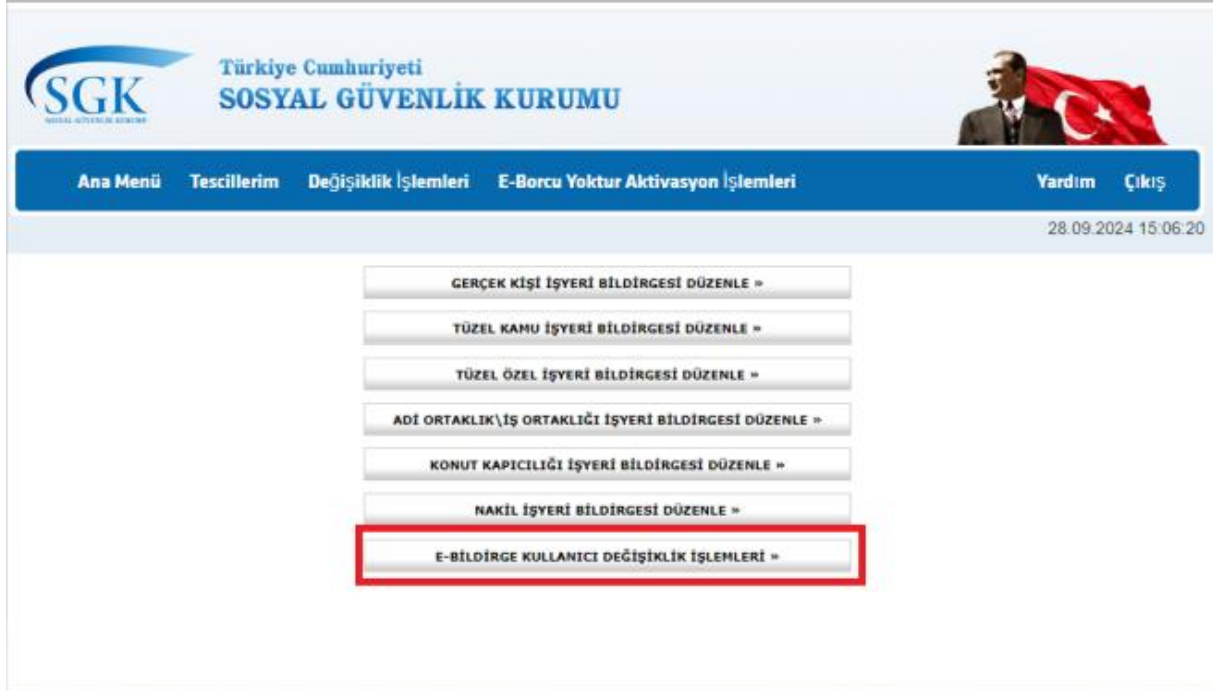 SGK
SOSYAL GÜVENLİK KURUMU
Türkiye Cumhuriyeti
SOSYAL GÜVENLİK KURUMU
Ana Menü Tescillerim Değişiklik İşlemleri E-Borcu Yoktur Aktivasyon İşlemleri Yardım Çıkış
28.09.2024 15:06:20
GERÇEK KİŞİ İŞYERİ BİLDİRGESİ DÜZENLE »
TÜZEL KAMU İŞYERİ BİLDİRGESİ DÜZENLE »
TÜZEL ÖZEL İŞYERİ BİLDİRGESİ DÜZENLE »
ADİ ORTAKLIK\İŞ ORTAKLIĞI İŞYERİ BİLDİRGESİ DÜZENLE »
KONUT KAPICILIĞI İŞYERİ BİLDİRGESİ DÜZENLE »
NAKİL İŞYERİ BİLDİRGESİ DÜZENLE »
E-BİLDİRGE KULLANICI DEĞİŞİKLİK İŞLEMLERİ »